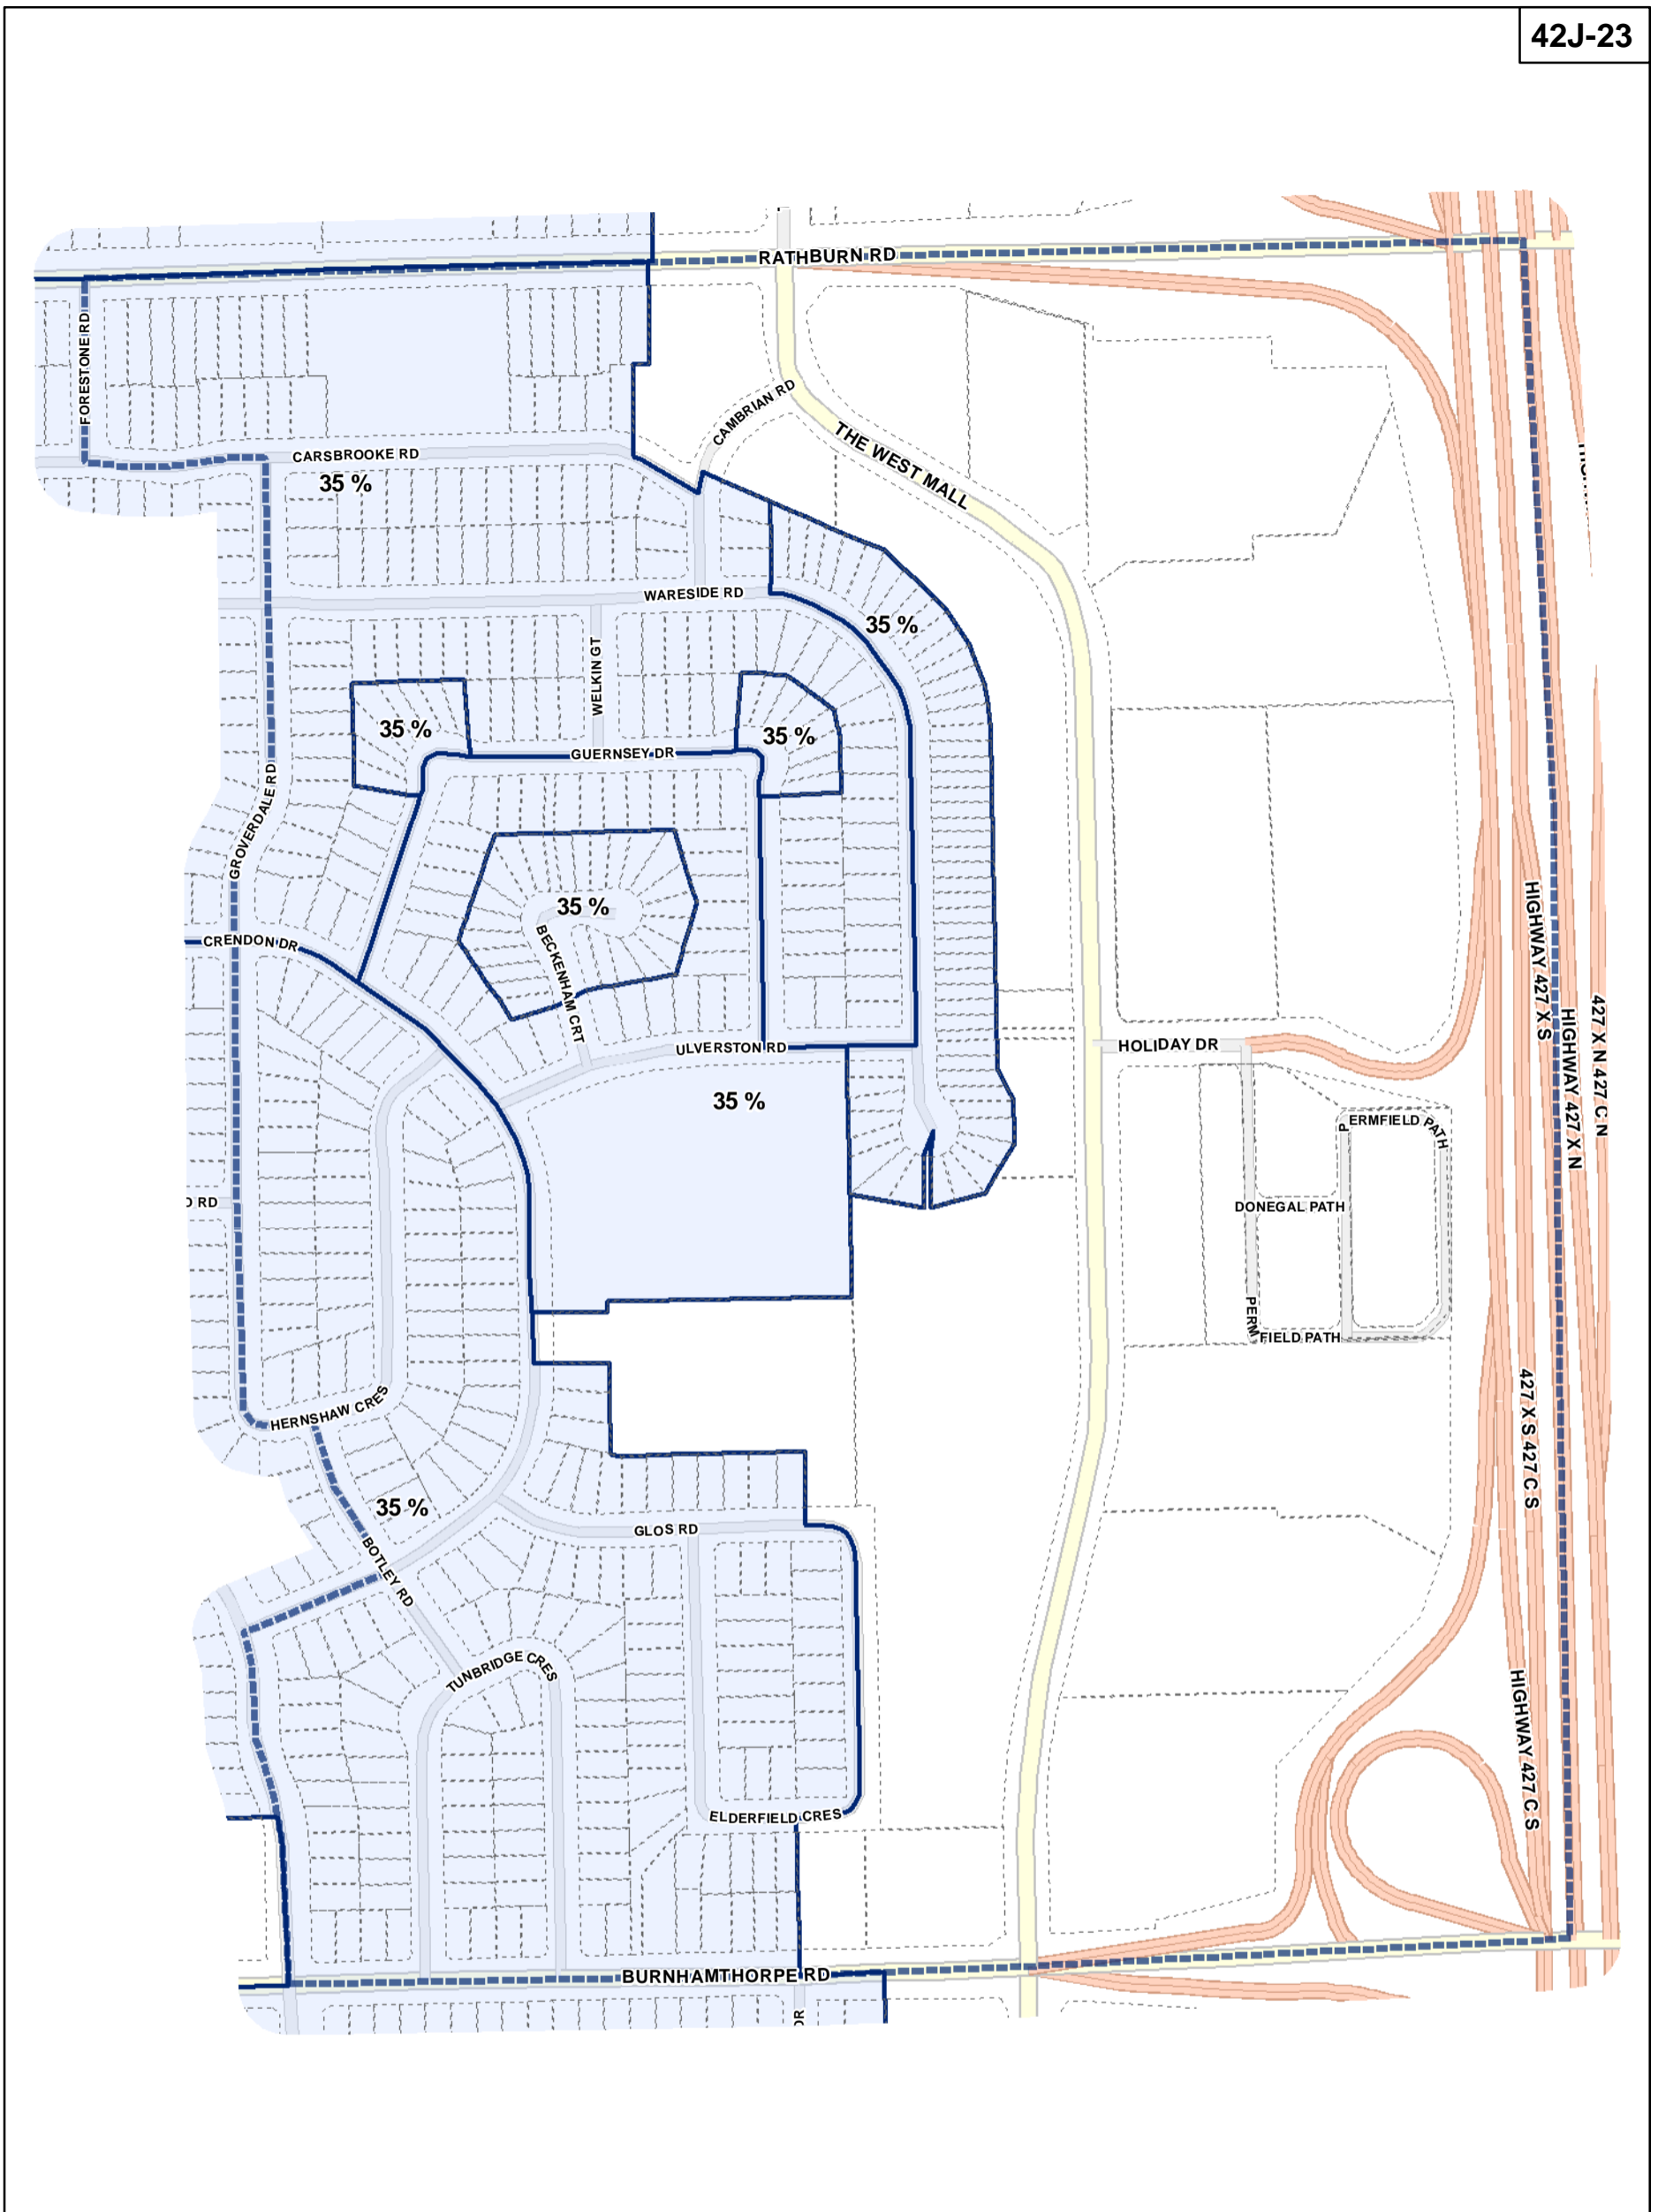 42J-23
RATHBURN RD
FORESTONE RD
CAMBRIAN RD
THE WEST MALL
CARSBROOKE RD
35 %
WARESIDE RD
35 %
WELKIN GT
35 %
35 %
GUERNSEY DR
GROVERDALE RD
35 %
BECKENHAM CRT
CRENDON DR
HIGHWAY 427 X S
HIGHWAY 427 X N
427 X N 427 C N
ULVERSTON RD
HOLIDAY DR
35 %
PERMFIELD PATH
D RD
DONEGAL PATH
PERMFIELD PATH
HERNSHAW CRES
427 X S 427 C S
35 %
GLOS RD
BOTLEY RD
TUNBRIDGE CRES
HIGHWAY 427 C S
ELDERFIELD CRES
BURNHAMTHORPE RD
DR